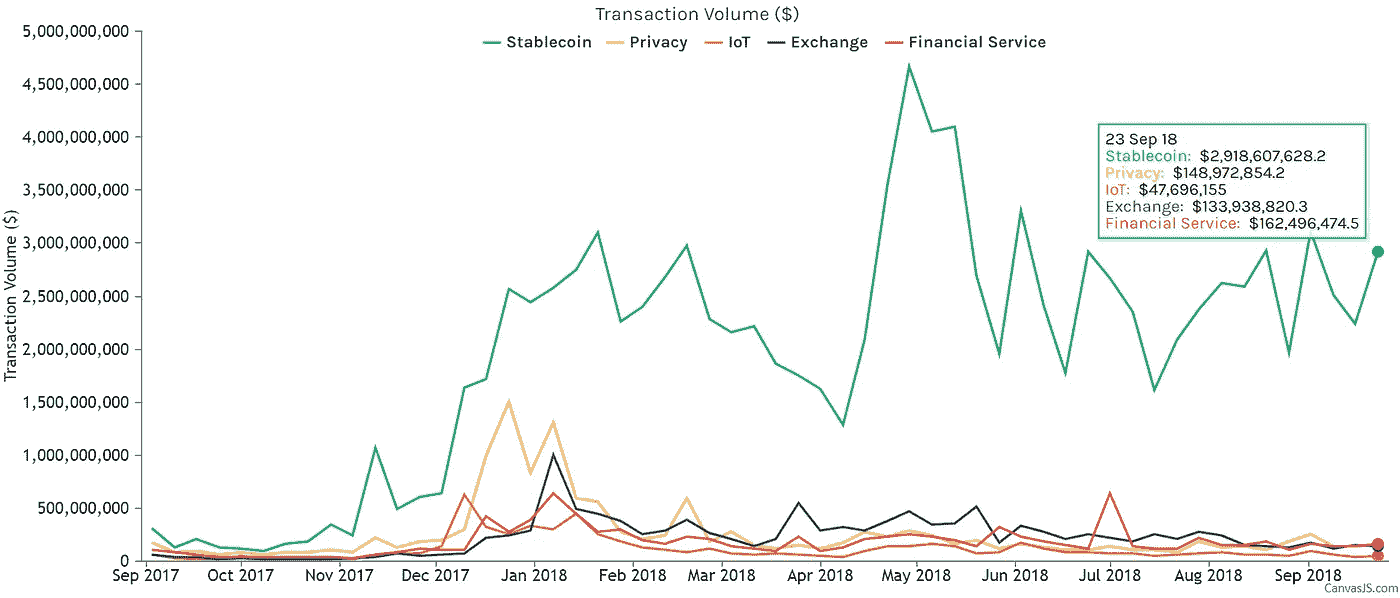 Transaction Volume ($)
Stablecoin Privacy IoT Exchange Financial Service
Transaction Volume ($)
5,000,000,000
4,500,000,000
4,000,000,000
3,500,000,000
3,000,000,000
2,500,000,000
2,000,000,000
1,500,000,000
1,000,000,000
500,000,000
0
23 Sep 18
Stablecoin: $2,918,607,628.2
Privacy: $148,972,854.2
IoT: $47,696,155
Exchange: $133,938,820.3
Financial Service: $162,496,474.5
Sep 2017 Oct 2017 Nov 2017 Dec 2017 Jan 2018 Feb 2018 Mar 2018 Apr 2018 May 2018 Jun 2018 Jul 2018 Aug 2018 Sep 2018
CanvasJS.com